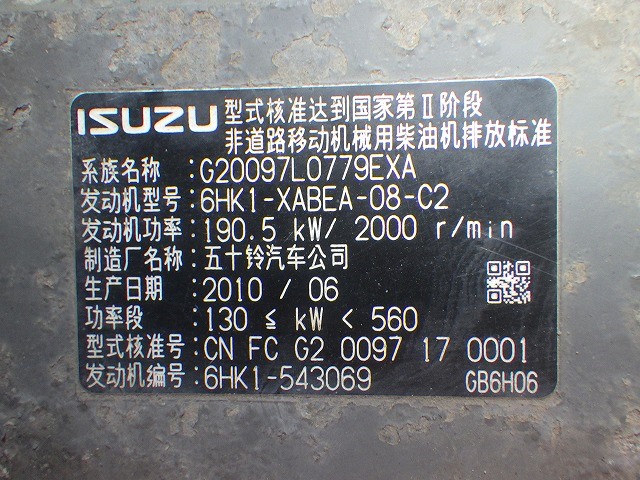 ISUZU 型式核准达到国家第Ⅱ阶段
非道路移动机械用柴油机排放标准
系族名称 :G20097L0779EXA
发动机型号:6HK1-XABEA-08-C2
发动机功率:190.5 kW/ 2000 r/min
制造厂名称:五十铃汽车公司
生产日期 :2010 / 06
功率段 :130 ≤ kW < 560
型式核准号:CN FC G2 0097 17 0001
发动机编号:6HK1-543069 GB6H06